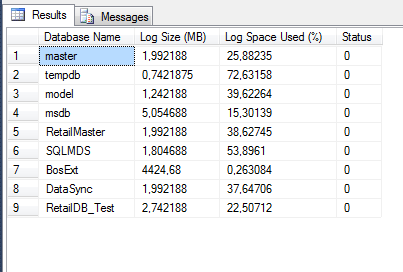 Results Messages
Database Name Log Size (MB) Log Space Used (%) Status
1 master 1,992188 25,88235 0
2 tempdb 0,7421875 72,63158 0
3 model 1,242188 39,62264 0
4 msdb 5,054688 15,30139 0
5 RetailMaster 1,992188 38,62745 0
6 SQLMDS 1,804688 53,8961 0
7 BosExt 4424,68 0,263084 0
8 DataSync 1,992188 37,64706 0
9 RetailDB_Test 2,742188 22,50712 0